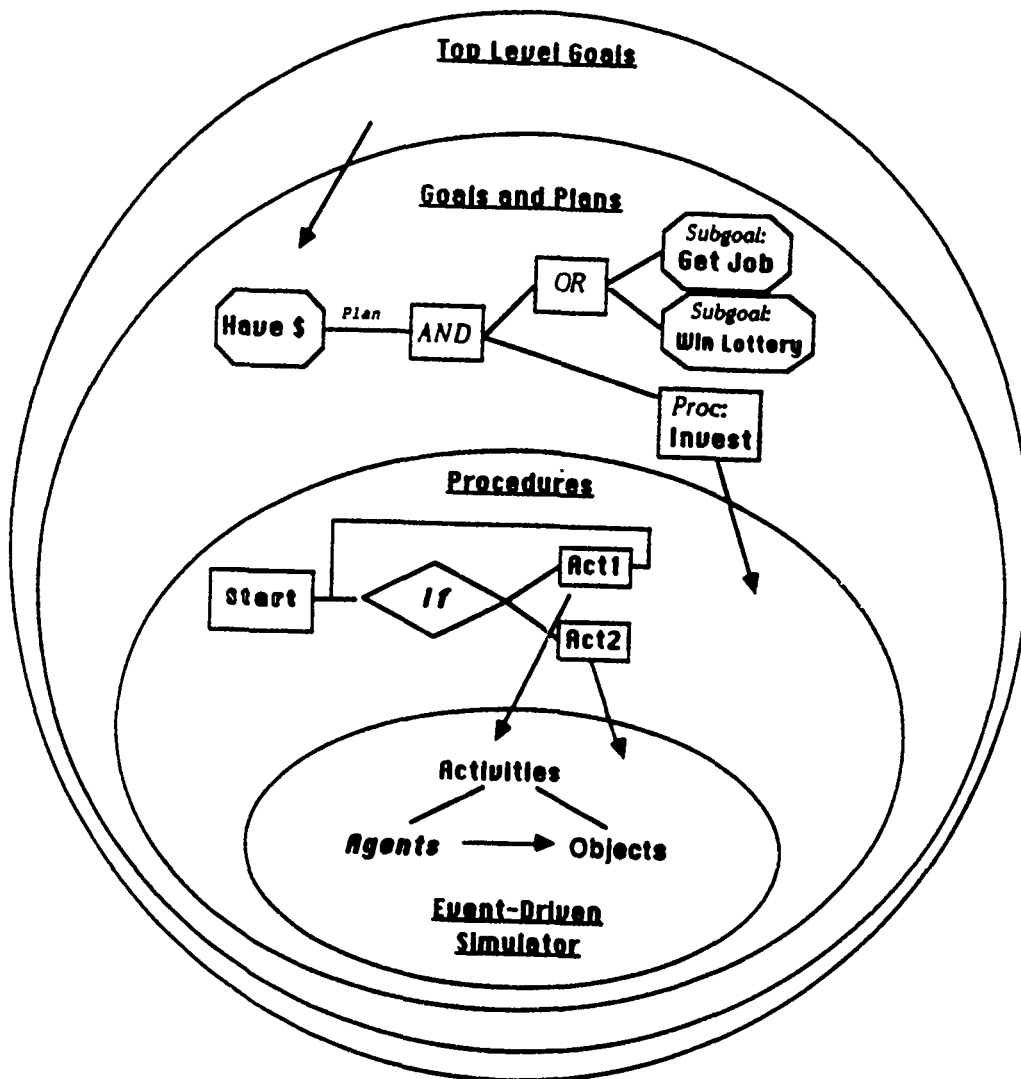 Top Level Goals
Goals and Plans
Subgoal:
Get Job
OR
Subgoal:
Win Lottery
Have $
Plan
AND
Proc:
Invest
Procedures
Start
If
Act1
Act2
Activities
Agents
Objects
Event-Driven
Simulator